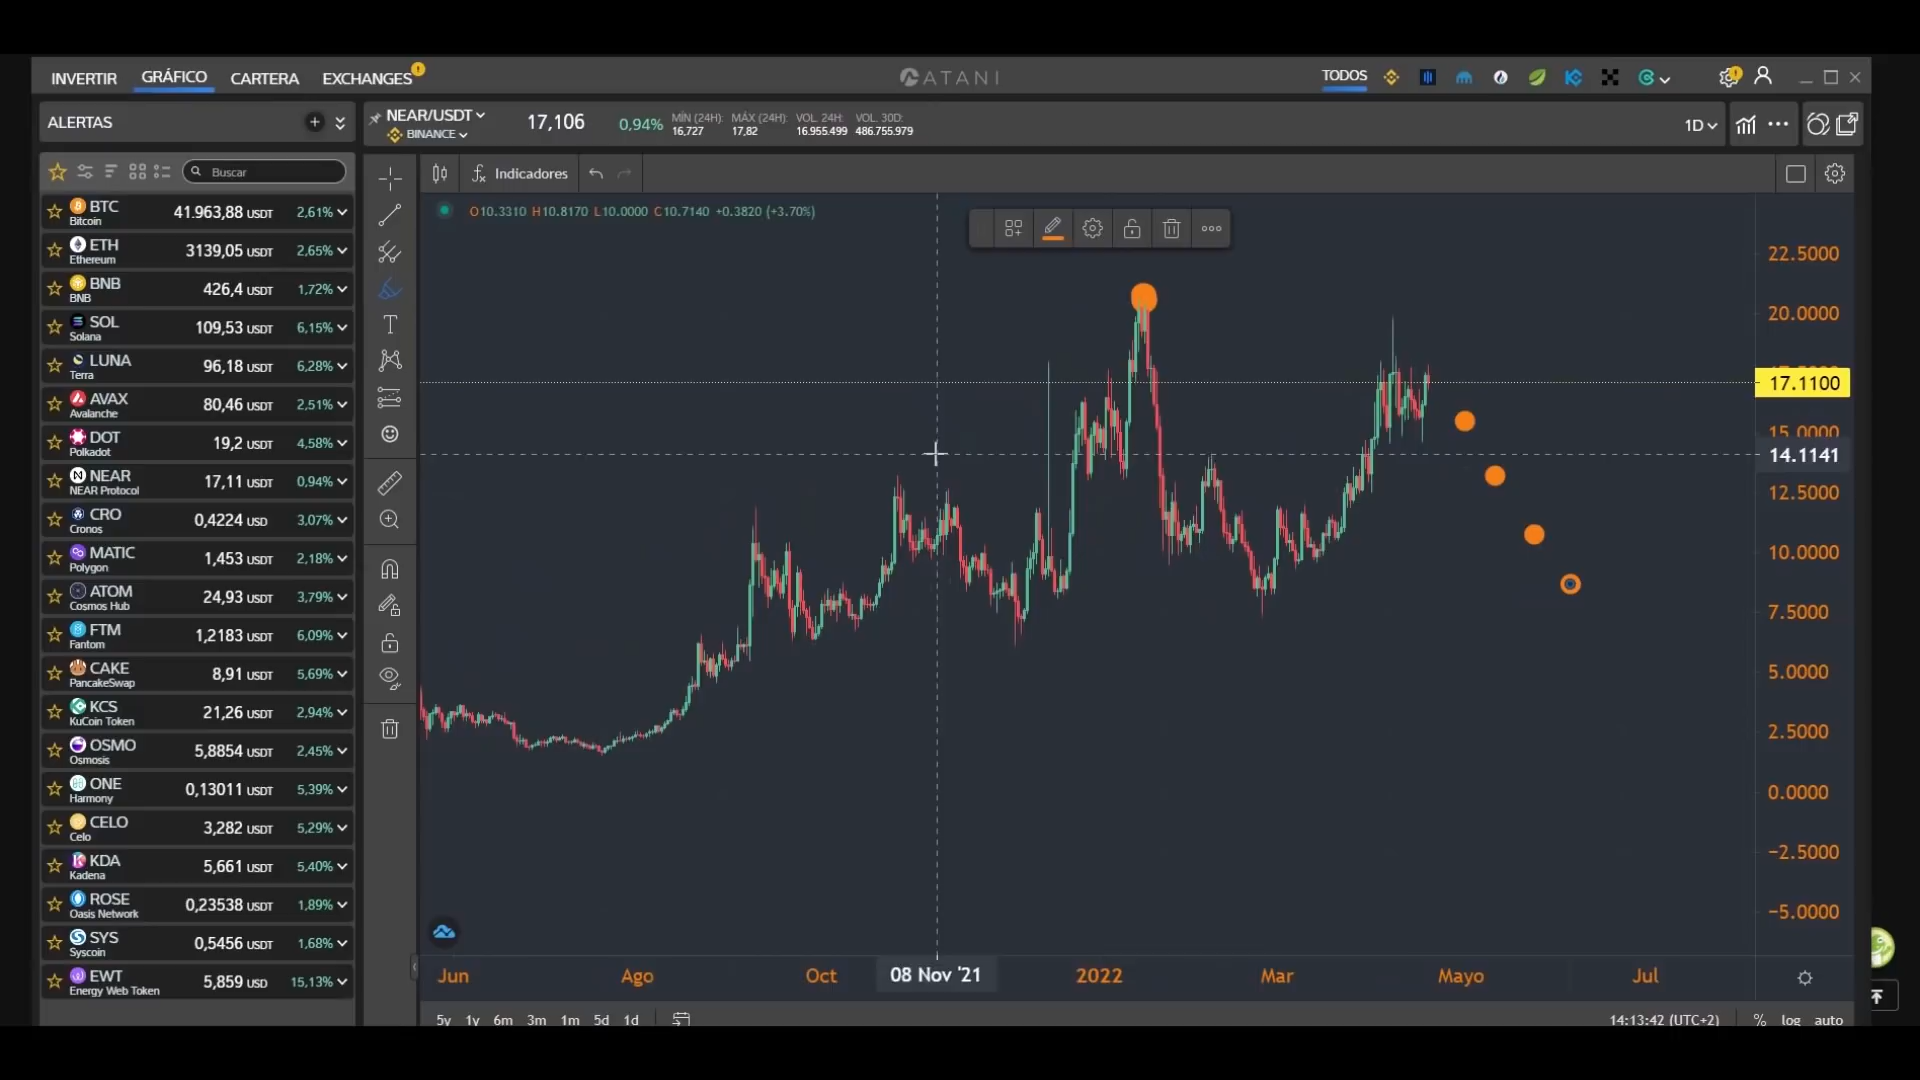 INVERTIR GRÁFICO CARTERA EXCHANGES
ATANI
TODOS
ALERTAS
NEAR/USDT
BINANCE
17,106
0,94%
MÍN (24H): MÁX (24H): VOL. 24H: VOL. 30D:
16,727 17,82 16.955.499 486.755.979
1D
Buscar
Indicadores
O10.3310 H10.8170 L10.0000 C10.7140 +0.3820 (+3.70%)
BTC 41.963,88 USDT 2,61%
Bitcoin
ETH 3139,05 USDT 2,65%
Ethereum
BNB 426,4 USDT 1,72%
BNB
SOL 109,53 USDT 6,15%
Solana
LUNA 96,18 USDT 6,28%
Terra
AVAX 80,46 USDT 2,51%
Avalanche
DOT 19,2 USDT 4,58%
Polkadot
NEAR 17,11 USDT 0,94%
NEAR Protocol
CRO 0,4224 USD 3,07%
Cronos
MATIC 1,453 USDT 2,18%
Polygon
ATOM 24,93 USDT 3,79%
Cosmos Hub
FTM 1,2183 USDT 6,09%
Fantom
CAKE 8,91 USDT 5,69%
PancakeSwap
KCS 21,26 USDT 2,94%
KuCoin Token
OSMO 5,8854 USDT 2,45%
Osmosis
ONE 0,13011 USDT 5,39%
Harmony
CELO 3,282 USDT 5,29%
Celo
KDA 5,661 USDT 5,40%
Kadena
ROSE 0,23538 USDT 1,89%
Oasis Network
SYS 0,5456 USDT 1,68%
Syscoin
EWT 5,859 USD 15,13%
Energy Web Token
22.5000
20.0000
17.1100
15.0000
14.1141
12.5000
10.0000
7.5000
5.0000
2.5000
0.0000
−2.5000
−5.0000
Jun Ago Oct 08 Nov '21 2022 Mar Mayo Jul
5y 1y 6m 3m 1m 5d 1d
14:13:42 (UTC+2) % log auto